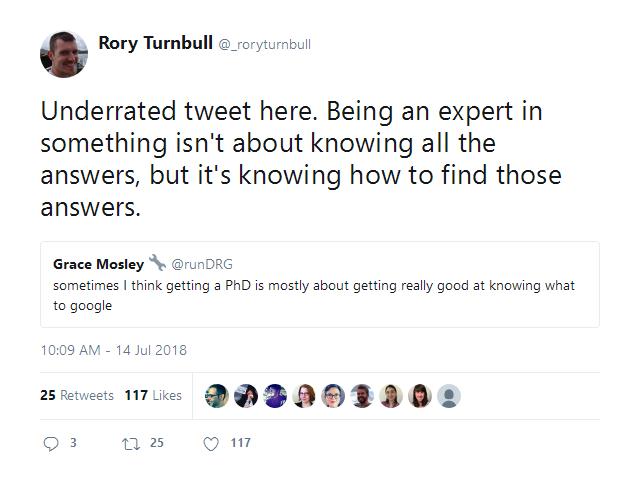 Rory Turnbull @_roryturnbull
Underrated tweet here. Being an expert in
something isn't about knowing all the
answers, but it's knowing how to find those
answers.
Grace Mosley 🔧 @runDRG
sometimes I think getting a PhD is mostly about getting really good at knowing what
to google
10:09 AM - 14 Jul 2018
25 Retweets 117 Likes
3 25 117